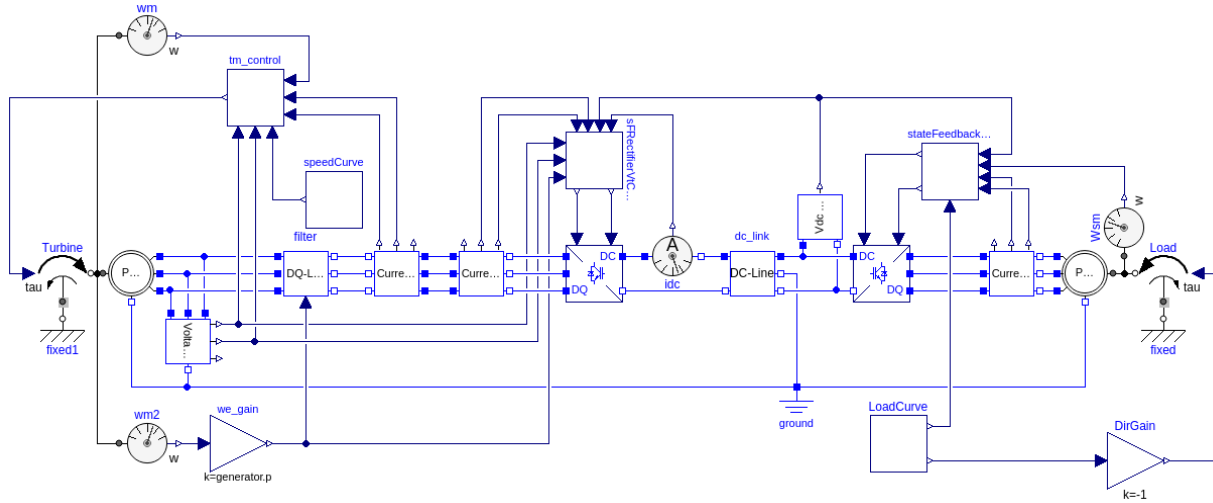 wm
w
tm_control
speedCurve
sFRectifierVtC...
stateFeedback...
Vdc ...
w
Wsm
Turbine
filter
A
dc_link
Load
P...
DQ-L...
Curre...
Curre...
DC
DQ
idc
DC-Line
DC
DQ
Curre...
P...
tau
tau
Volta...
fixed1
fixed
wm2
w
we_gain
k=generator.p
ground
LoadCurve
DirGain
k=-1